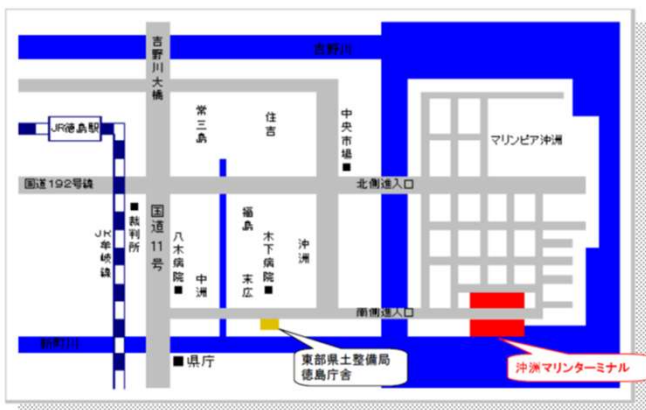 吉野川
吉野川大橋
常三島
住吉
中央市場
マリンピア沖洲
JR徳島駅
国道192号線
北側進入口
裁判所
JR牟岐線
国道11号
八木病院
中洲
福島
末広
木下病院
沖洲
南側進入口
新町川
県庁
東部県土整備局
徳島庁舎
沖洲マリンターミナル